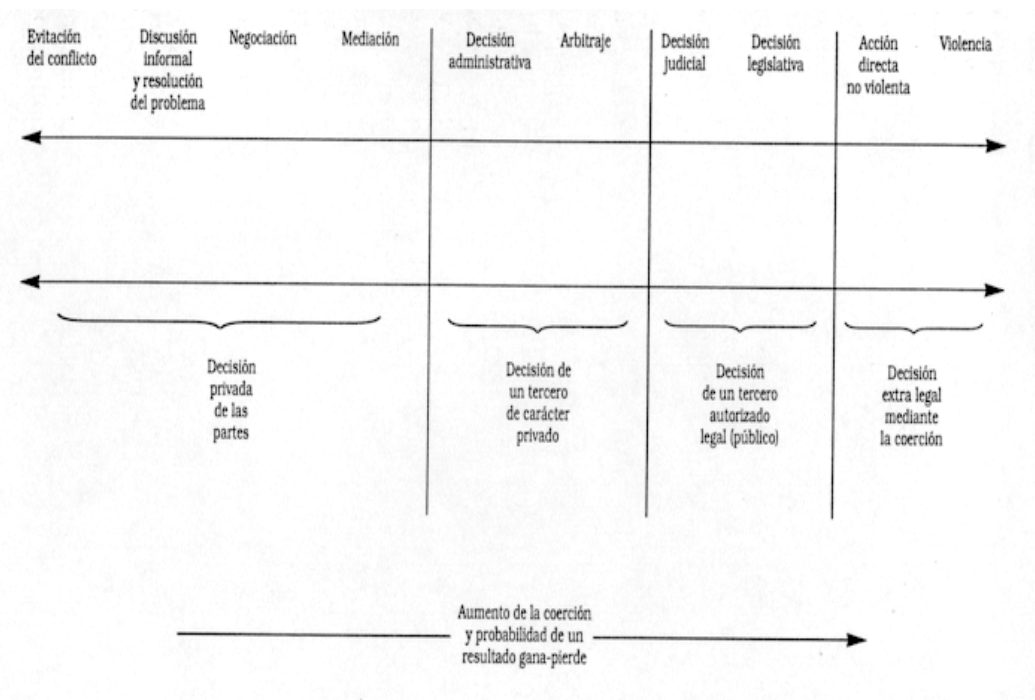 Evitación
del conflicto
Discusión
informal
y resolución
del problema
Negociación
Mediación
Decisión
administrativa
Arbitraje
Decisión
judicial
Decisión
legislativa
Acción
directa
no violenta
Violencia
Decisión
privada
de las
partes
Decisión de
un tercero
de carácter
privado
Decisión
de un tercero
autorizado
legal (público)
Decisión
extra legal
mediante
la coerción
Aumento de la coerción
y probabilidad de un
resultado gana-pierde